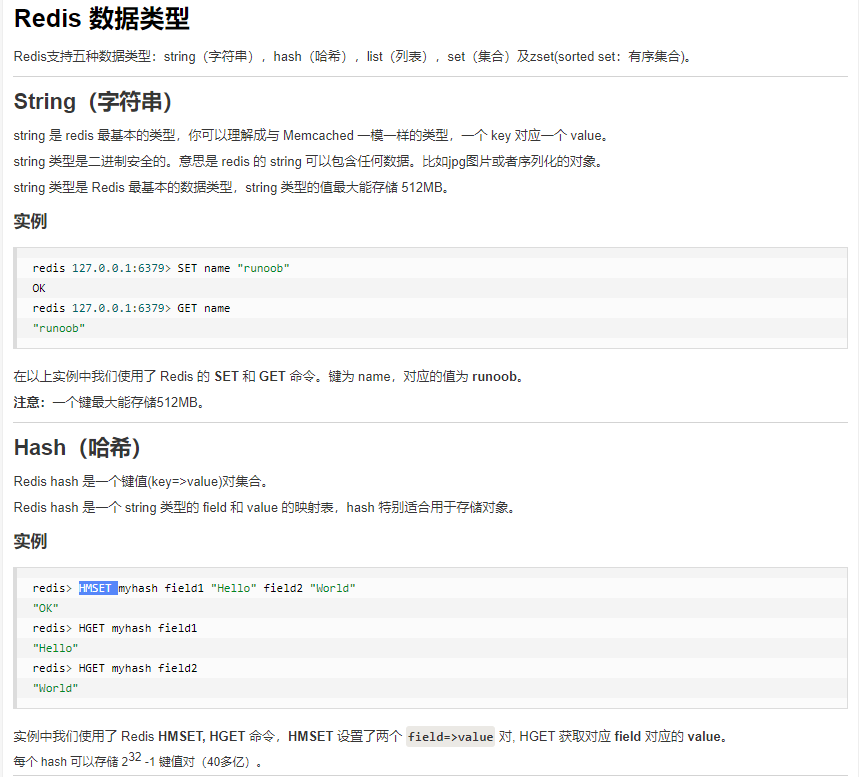 Redis 数据类型
Redis支持五种数据类型：string（字符串），hash（哈希），list（列表），set（集合）及zset(sorted set：有序集合)。
String（字符串）
string 是 redis 最基本的类型，你可以理解成与 Memcached 一模一样的类型，一个 key 对应一个 value。
string 类型是二进制安全的。意思是 redis 的 string 可以包含任何数据。比如jpg图片或者序列化的对象。
string 类型是 Redis 最基本的数据类型，string 类型的值最大能存储 512MB。
实例
redis 127.0.0.1:6379> SET name "runoob"
OK
redis 127.0.0.1:6379> GET name
"runoob"
在以上实例中我们使用了 Redis 的 SET 和 GET 命令。键为 name，对应的值为 runoob。
注意：一个键最大能存储512MB。
Hash（哈希）
Redis hash 是一个键值(key=>value)对集合。
Redis hash 是一个 string 类型的 field 和 value 的映射表，hash 特别适合用于存储对象。
实例
redis> HMSET myhash field1 "Hello" field2 "World"
"OK"
redis> HGET myhash field1
"Hello"
redis> HGET myhash field2
"World"
实例中我们使用了 Redis HMSET, HGET 命令，HMSET 设置了两个 field=>value 对, HGET 获取对应 field 对应的 value。
每个 hash 可以存储 2^32 -1 键值对（40多亿）。